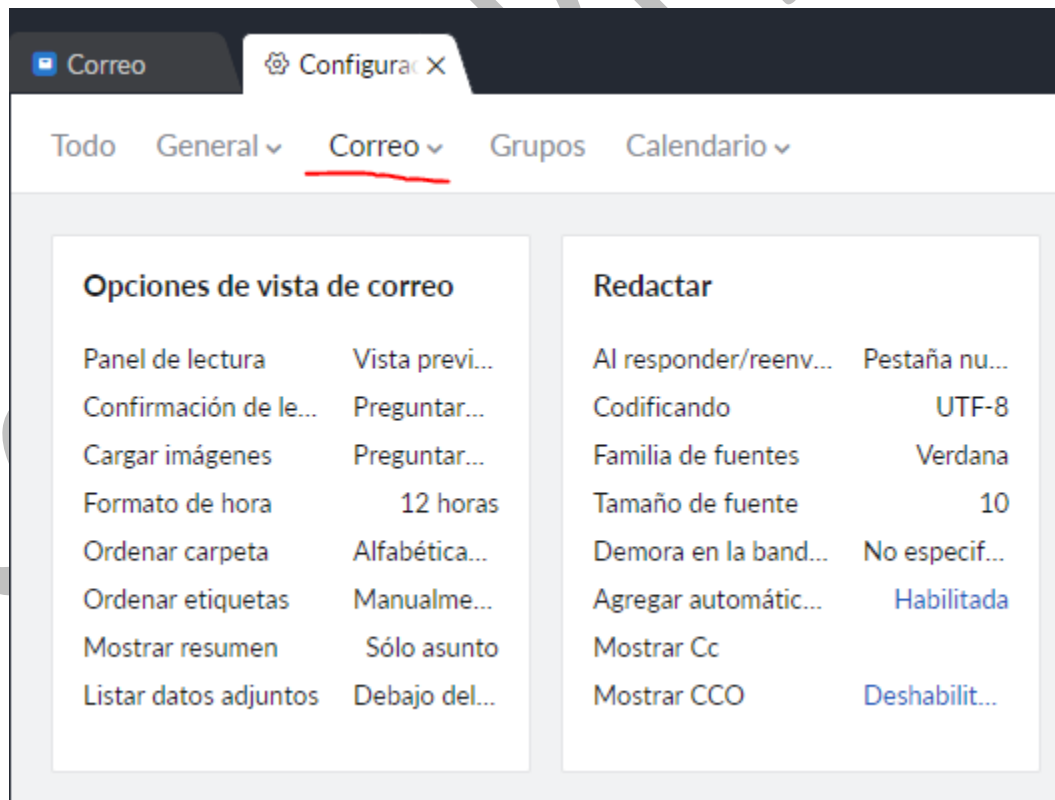 Correo Configurac
Todo General Correo Grupos Calendario
Opciones de vista de correo
Panel de lectura Vista previ...
Confirmación de le... Preguntar...
Cargar imágenes Preguntar...
Formato de hora 12 horas
Ordenar carpeta Alfabética...
Ordenar etiquetas Manualme...
Mostrar resumen Sólo asunto
Listar datos adjuntos Debajo del...
Redactar
Al responder/reenv... Pestaña nu...
Codificando UTF-8
Familia de fuentes Verdana
Tamaño de fuente 10
Demora en la band... No especif...
Agregar automátic... Habilitada
Mostrar Cc
Mostrar CCO Deshabilit...